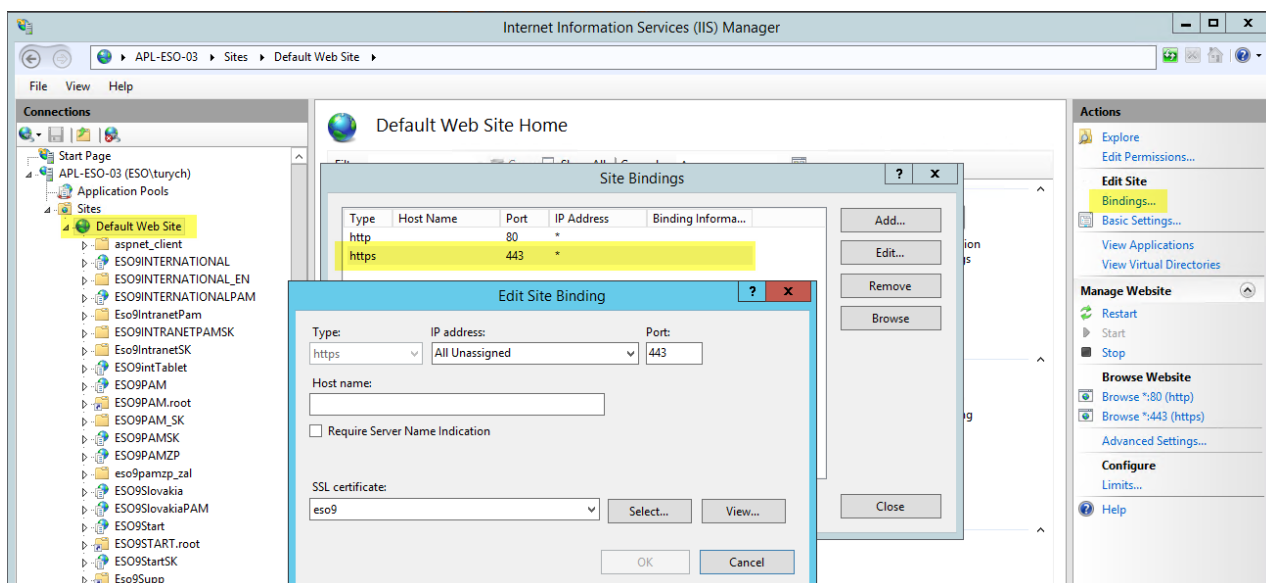 Internet Information Services (IIS) Manager
APL-ESO-03 Sites Default Web Site
File View Help
Connections
Start Page
APL-ESO-03 (ESO\turych)
Application Pools
Sites
Default Web Site
aspnet_client
ESO9INTERNATIONAL
ESO9INTERNATIONAL_EN
ESO9INTERNATIONALPAM
Eso9IntranetPam
ESO9INTRANETPAMSK
Eso9IntranetSK
ESO9intTablet
ESO9PAM
ESO9PAM.root
ESO9PAM_SK
ESO9PAMSK
ESO9PAMZP
eso9pamzp_zal
ESO9Slovakia
ESO9SlovakiaPAM
ESO9Start
ESO9START.root
ESO9StartSK
Eso9Supp
Default Web Site Home
Site Bindings
? x
Type Host Name Port IP Address Binding Informa...
http 80 *
https 443 *
Add...
Edit...
Remove
Browse
Close
Edit Site Binding
? x
Type: IP address: Port:
https All Unassigned 443
Host name:
Require Server Name Indication
SSL certificate:
eso9 Select... View...
OK Cancel
Actions
Explore
Edit Permissions...
Edit Site
Bindings...
Basic Settings...
View Applications
View Virtual Directories
Manage Website
Restart
Start
Stop
Browse Website
Browse *:80 (http)
Browse *:443 (https)
Advanced Settings...
Configure
Limits...
Help